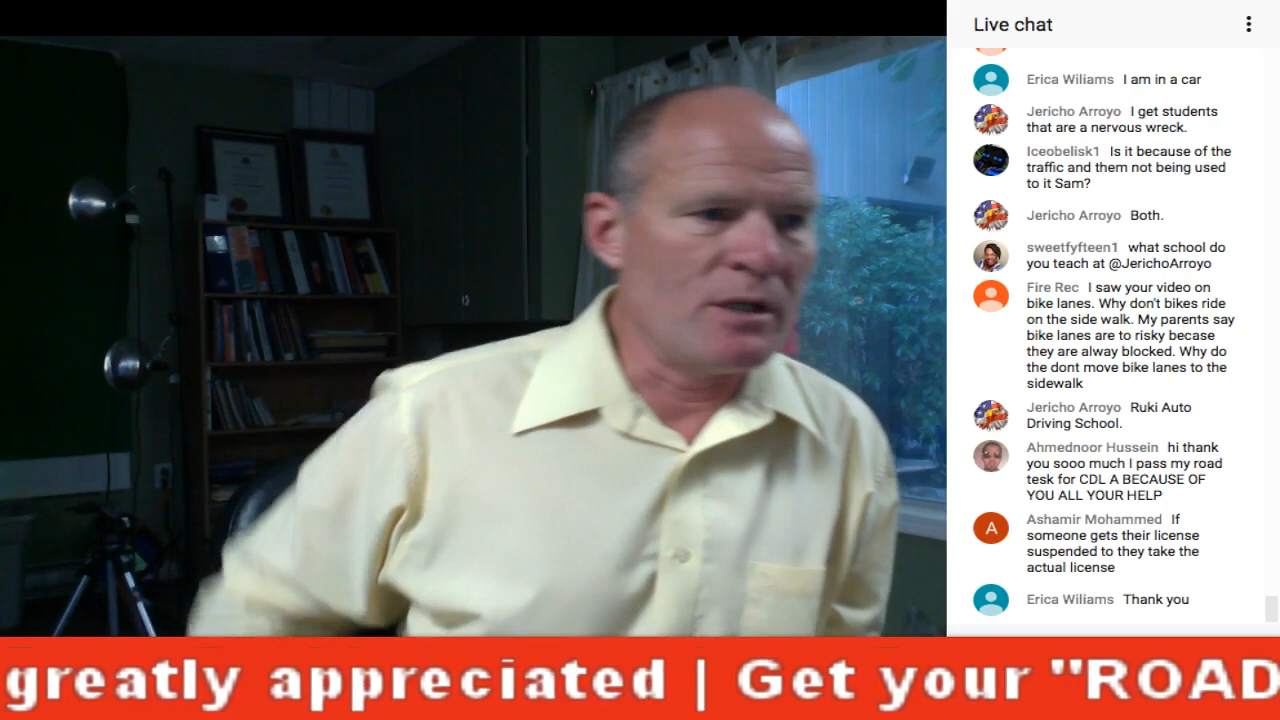 Live chat
Erica Wiliams I am in a car
Jericho Arroyo I get students
that are a nervous wreck.
Iceobelisk1 Is it because of the
traffic and them not being used
to it Sam?
Jericho Arroyo Both.
sweetfyfteen1 what school do
you teach at @JerichoArroyo
Fire Rec I saw your video on
bike lanes. Why don't bikes ride
on the side walk. My parents say
bike lanes are to risky becase
they are alway blocked. Why do
the dont move bike lanes to the
sidewalk
Jericho Arroyo Ruki Auto
Driving School.
Ahmednoor Hussein hi thank
you sooo much I pass my road
tesk for CDL A BECAUSE OF
YOU ALL YOUR HELP
A
Ashamir Mohammed If
someone gets their license
suspended to they take the
actual license
Erica Wiliams Thank you
greatly appreciated | Get your "ROAD